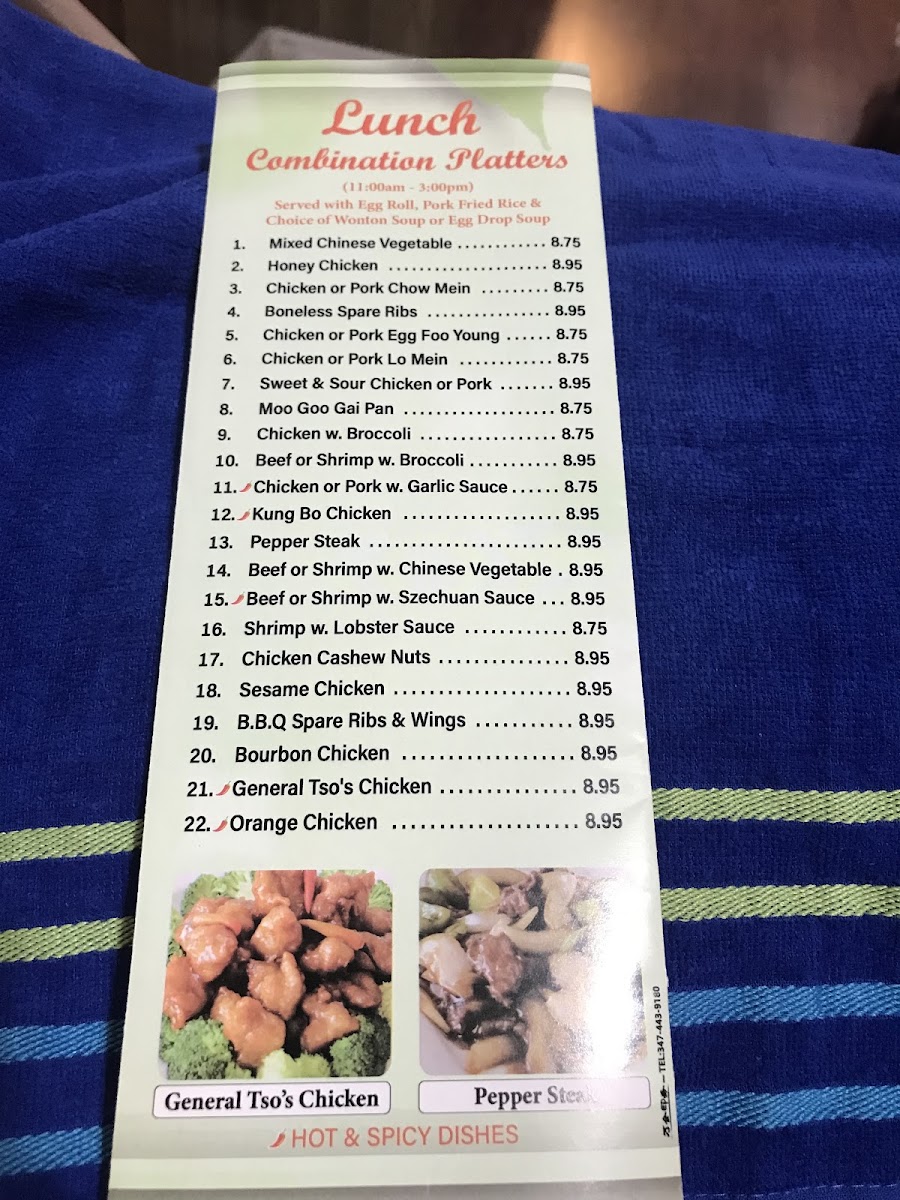 Lunch
Combination Platters
(11:00am - 3:00pm)
Served with Egg Roll, Pork Fried Rice &
Choice of Wonton Soup or Egg Drop Soup
1. Mixed Chinese Vegetable ............ 8.75
2. Honey Chicken ..................... 8.95
3. Chicken or Pork Chow Mein ......... 8.75
4. Boneless Spare Ribs ................ 8.95
5. Chicken or Pork Egg Foo Young ...... 8.75
6. Chicken or Pork Lo Mein ............ 8.75
7. Sweet & Sour Chicken or Pork ....... 8.95
8. Moo Goo Gai Pan ................... 8.75
9. Chicken w. Broccoli ................. 8.75
10. Beef or Shrimp w. Broccoli ........... 8.95
11. Chicken or Pork w. Garlic Sauce ...... 8.75
12. Kung Bo Chicken ................... 8.95
13. Pepper Steak ....................... 8.95
14. Beef or Shrimp w. Chinese Vegetable . 8.95
15. Beef or Shrimp w. Szechuan Sauce ... 8.95
16. Shrimp w. Lobster Sauce ............ 8.75
17. Chicken Cashew Nuts ............... 8.95
18. Sesame Chicken .................... 8.95
19. B.B.Q Spare Ribs & Wings ........... 8.95
20. Bourbon Chicken ................... 8.95
21. General Tso's Chicken ............... 8.95
22. Orange Chicken .................... 8.95
General Tso's Chicken
Pepper Steak
HOT & SPICY DISHES
TEL:347-443-9180